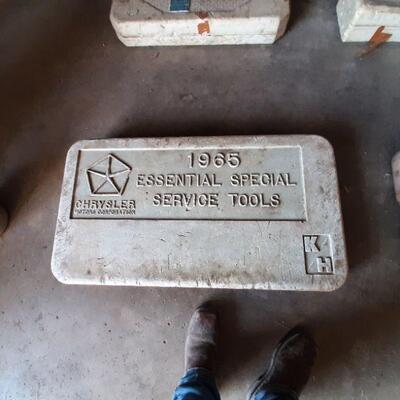 1965
ESSENTIAL SPECIAL
SERVICE TOOLS
CHRYSLER
MOTORS CORPORATION
K
H